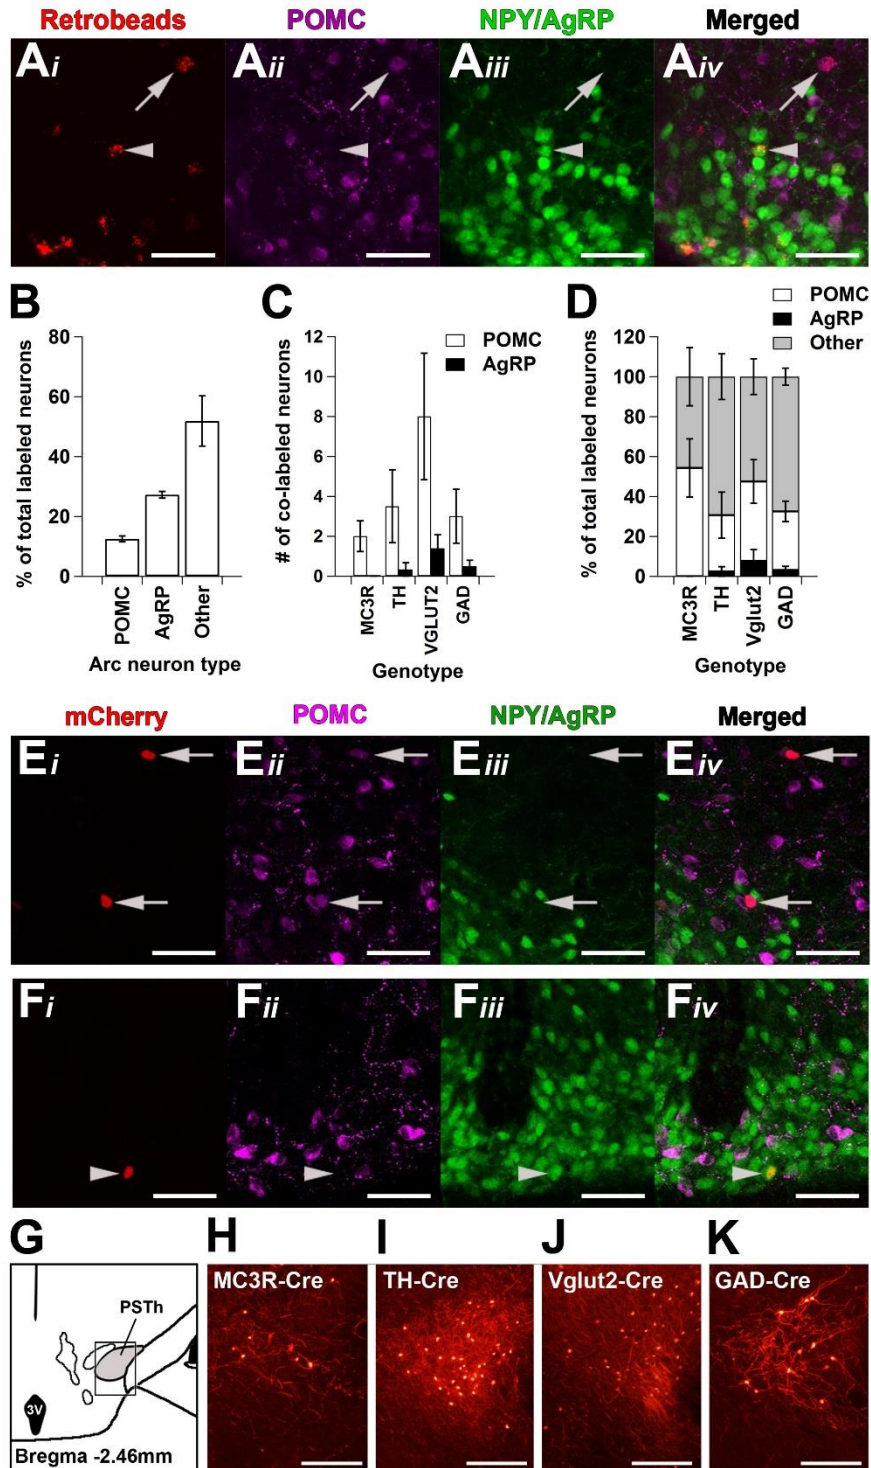 Retrobeads POMC NPY/AgRP Merged
Ai Aii Aiii Aiv
B C D
POMC
AgRP
Other
POMC
AgRP
% of total labeled neurons
80
60
40
20
0
POMC
AgRP
Other
Arc neuron type
# of co-labeled neurons
12
10
8
6
4
2
0
MC3R
TH
VGLUT2
GAD
Genotype
% of total labeled neurons
120
100
80
60
40
20
0
MC3R
TH
Vglut2
GAD
Genotype
mCherry POMC NPY/AgRP Merged
Ei Eii Eiii Eiv
Fi Fii Fiii Fiv
G H I J K
PSTh
3V
Bregma -2.46mm
MC3R-Cre TH-Cre Vglut2-Cre GAD-Cre